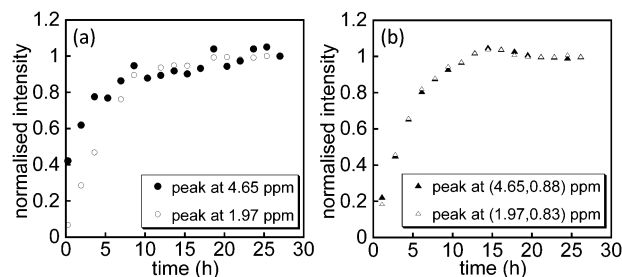 (a)
normalised intensity
1.2
1
0.8
0.6
0.4
0.2
0
0 5 10 15 20 25 30
time (h)
peak at 4.65 ppm
peak at 1.97 ppm
(b)
normalised intensity
1.2
1
0.8
0.6
0.4
0.2
0
0 5 10 15 20 25 30
time (h)
peak at (4.65,0.88) ppm
peak at (1.97,0.83) ppm